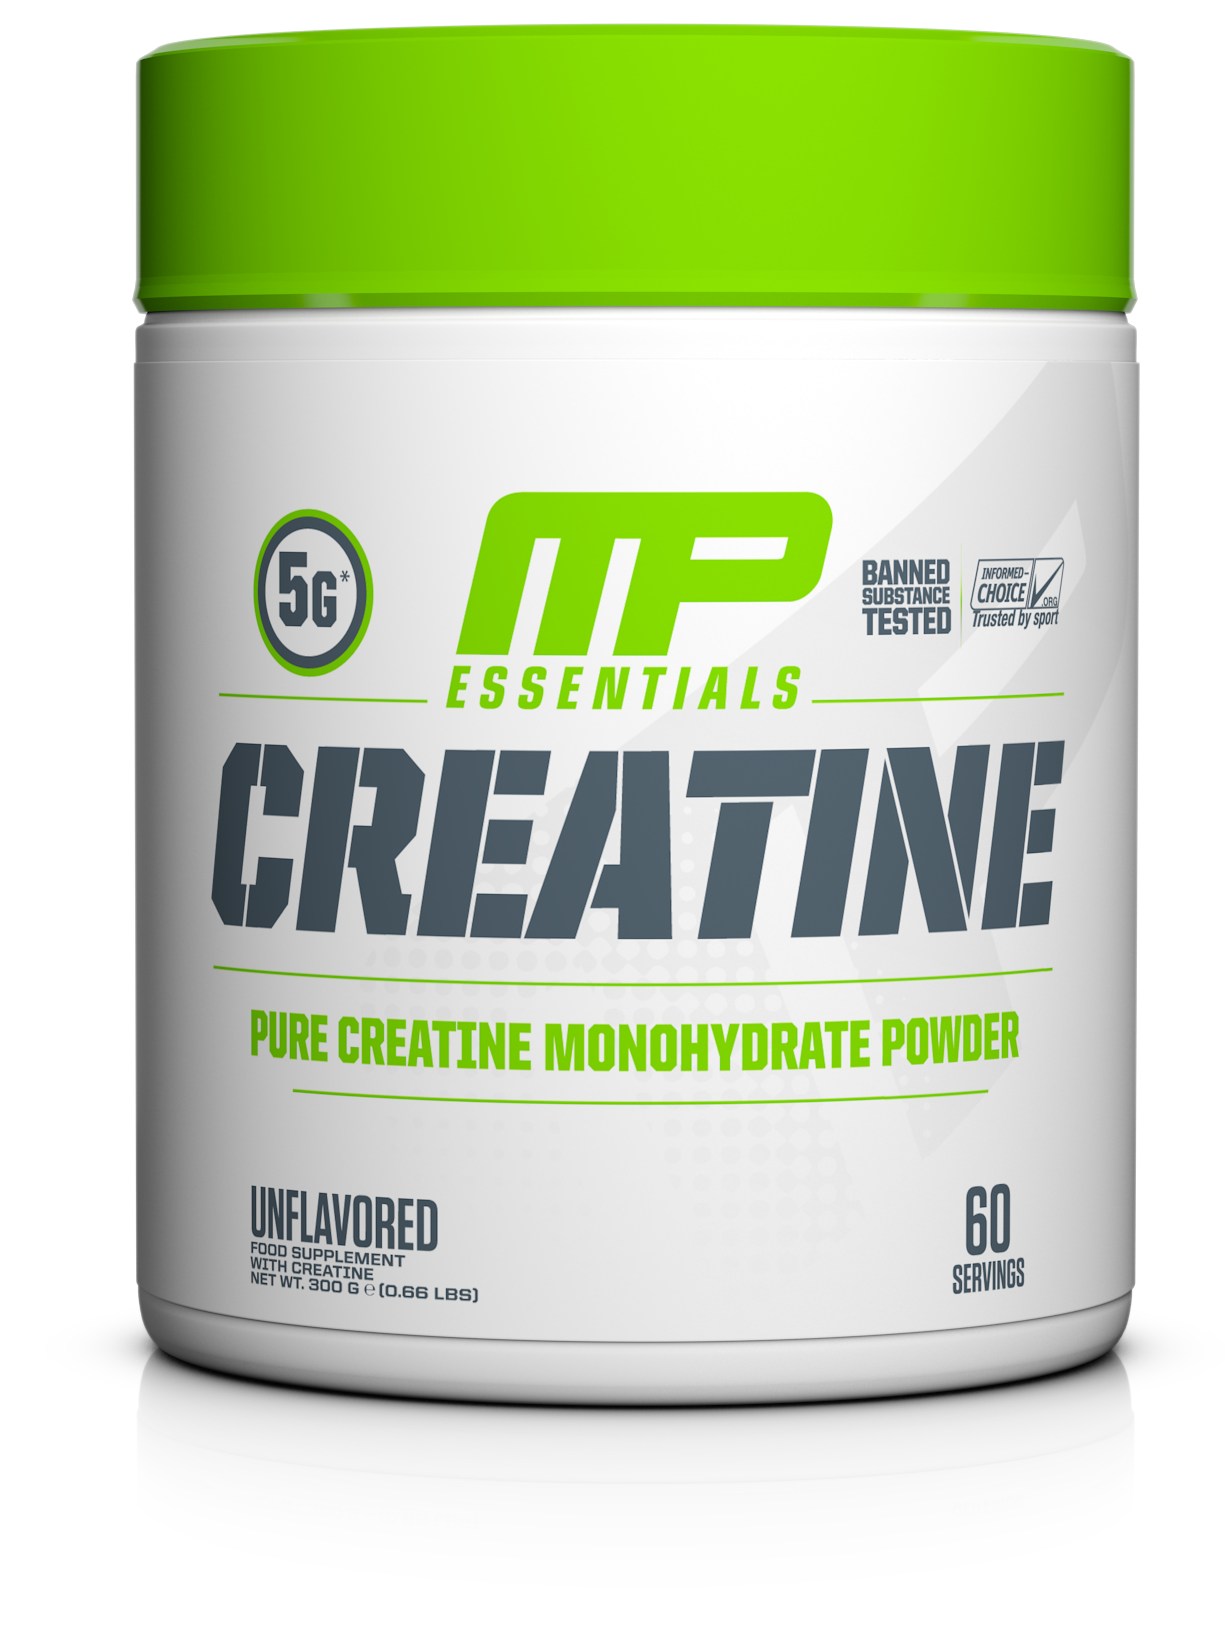 5G*
MP
ESSENTIALS
BANNED
SUBSTANCE
TESTED
INFORMED-
CHOICE
.ORG
Trusted by sport
CREATINE
PURE CREATINE MONOHYDRATE POWDER
UNFLAVORED
FOOD SUPPLEMENT
WITH CREATINE
NET WT. 300 G ℮ (0.66 LBS)
60
SERVINGS